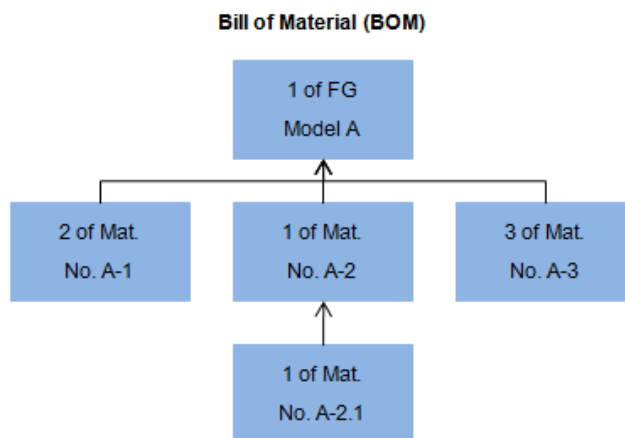 Bill of Material (BOM)
1 of FG
Model A
2 of Mat.
No. A-1
1 of Mat.
No. A-2
3 of Mat.
No. A-3
1 of Mat.
No. A-2.1